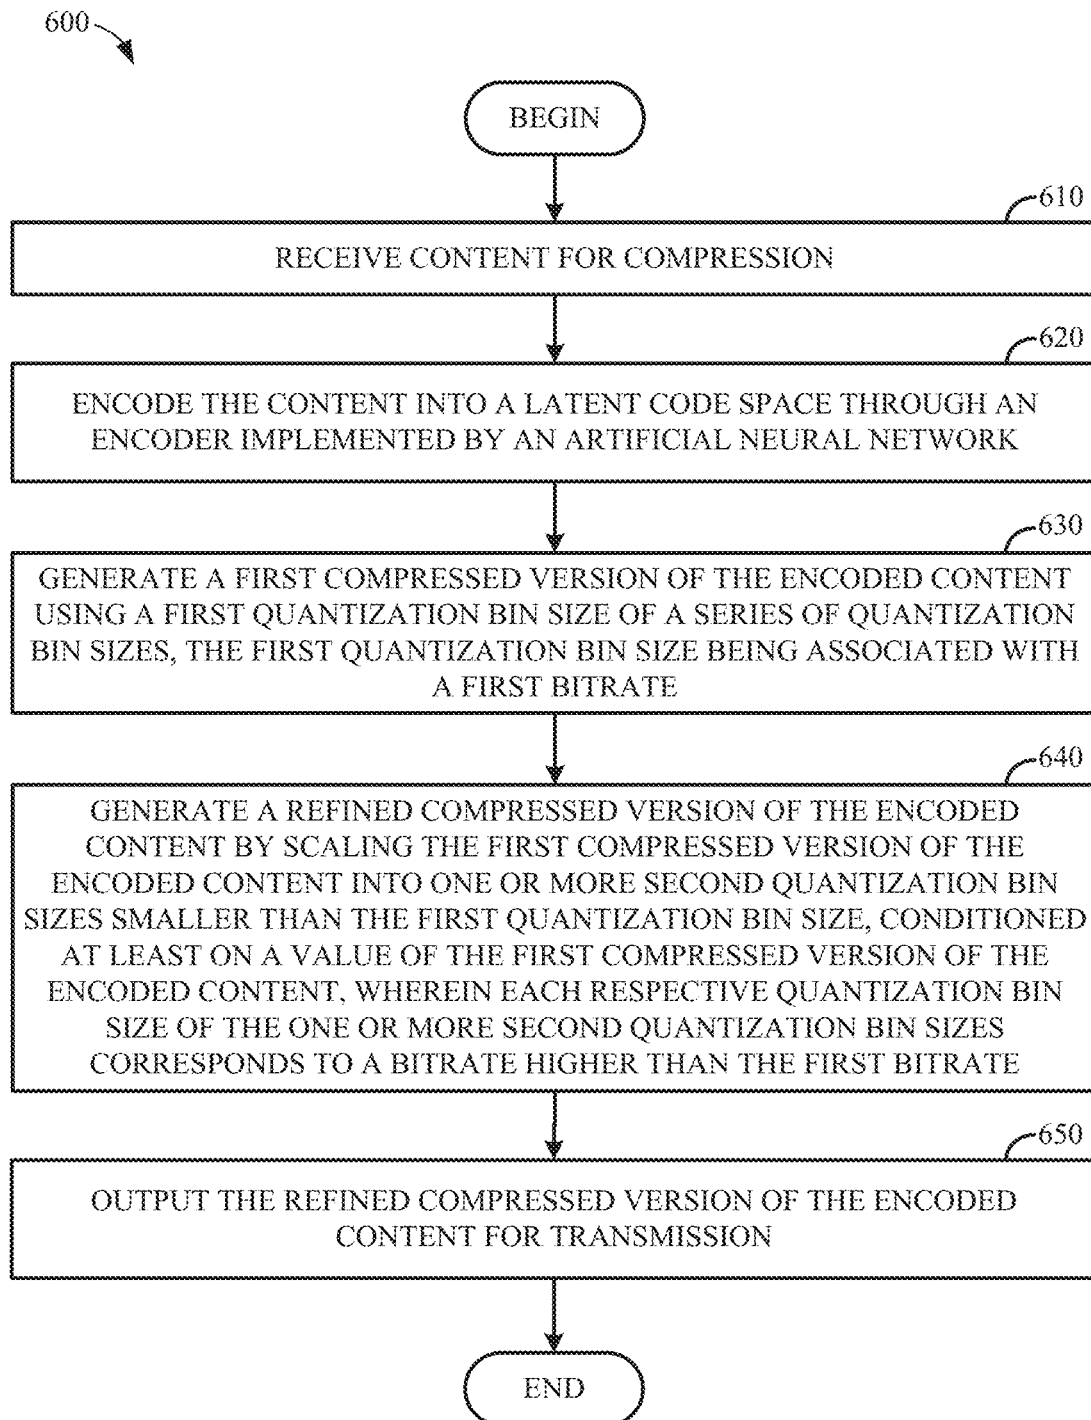 600
BEGIN
610
RECEIVE CONTENT FOR COMPRESSION
620
ENCODE THE CONTENT INTO A LATENT CODE SPACE THROUGH AN
ENCODER IMPLEMENTED BY AN ARTIFICIAL NEURAL NETWORK
630
GENERATE A FIRST COMPRESSED VERSION OF THE ENCODED CONTENT
USING A FIRST QUANTIZATION BIN SIZE OF A SERIES OF QUANTIZATION
BIN SIZES, THE FIRST QUANTIZATION BIN SIZE BEING ASSOCIATED WITH
A FIRST BITRATE
640
GENERATE A REFINED COMPRESSED VERSION OF THE ENCODED
CONTENT BY SCALING THE FIRST COMPRESSED VERSION OF THE
ENCODED CONTENT INTO ONE OR MORE SECOND QUANTIZATION BIN
SIZES SMALLER THAN THE FIRST QUANTIZATION BIN SIZE, CONDITIONED
AT LEAST ON A VALUE OF THE FIRST COMPRESSED VERSION OF THE
ENCODED CONTENT, WHEREIN EACH RESPECTIVE QUANTIZATION BIN
SIZE OF THE ONE OR MORE SECOND QUANTIZATION BIN SIZES
CORRESPONDS TO A BITRATE HIGHER THAN THE FIRST BITRATE
650
OUTPUT THE REFINED COMPRESSED VERSION OF THE ENCODED
CONTENT FOR TRANSMISSION
END